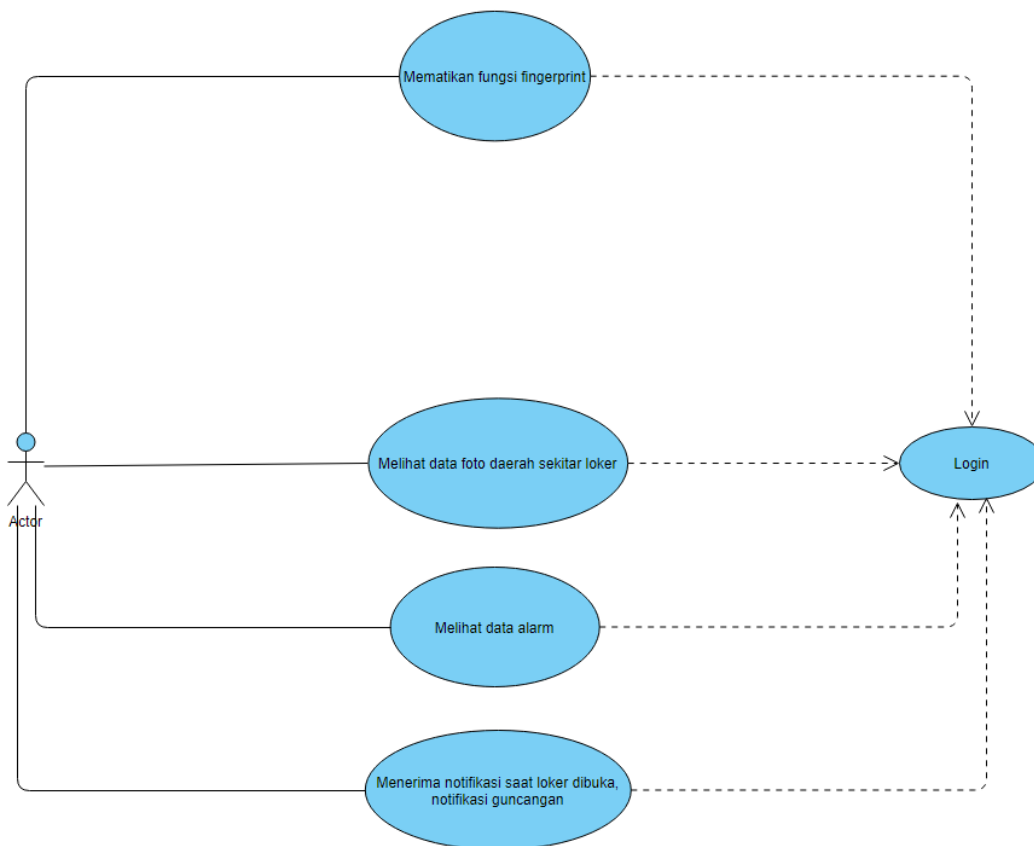 Mematikan fungsi fingerprint
Melihat data foto daerah sekitar loker
Login
Actor
Melihat data alarm
Menerima notifikasi saat loker dibuka,
notifikasi guncangan